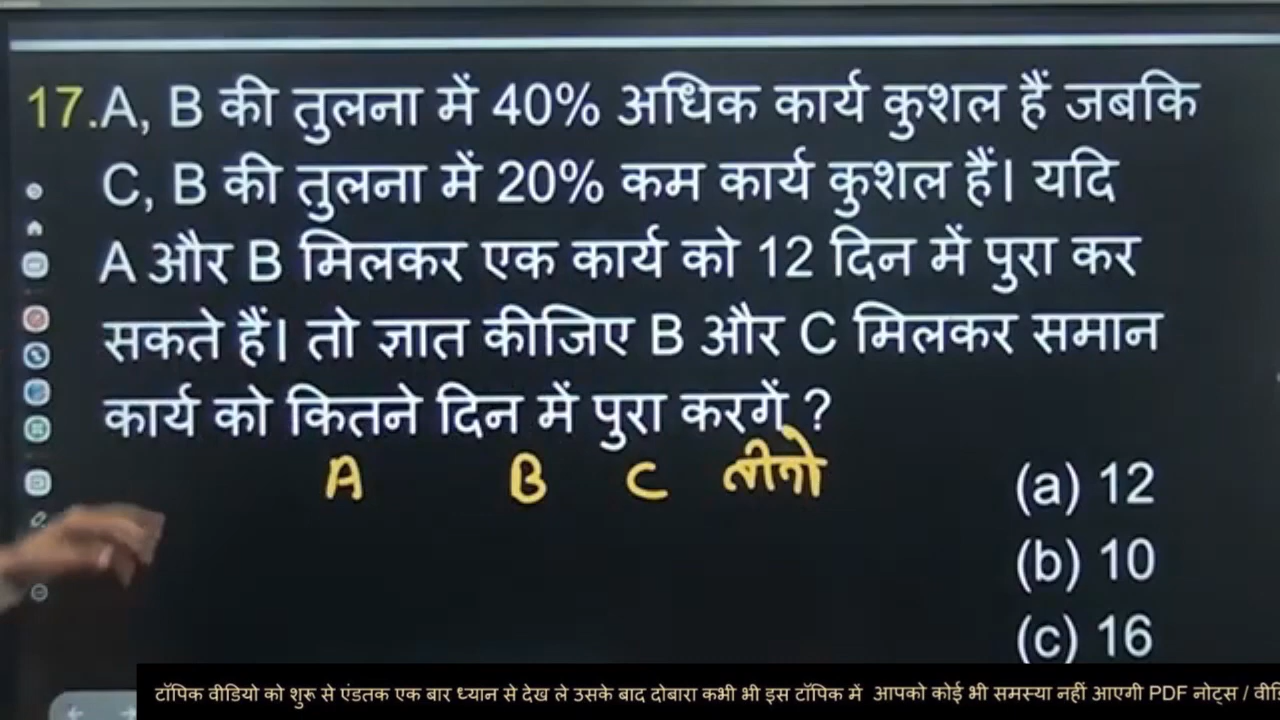 17.A, B की तुलना में 40% अधिक कार्य कुशल हैं जबकि
C, B की तुलना में 20% कम कार्य कुशल हैं। यदि
A और B मिलकर एक कार्य को 12 दिन में पुरा कर
सकते हैं। तो ज्ञात कीजिए B और C मिलकर समान
कार्य को कितने दिन में पुरा करगें ?
A B C तीनो
(a) 12
(b) 10
(c) 16
टॉपिक वीडियो को शुरू से एंडतक एक बार ध्यान से देख ले उसके बाद दोबारा कभी भी इस टॉपिक में आपको कोई भी समस्या नहीं आएगी PDF नोट्स / वीडि